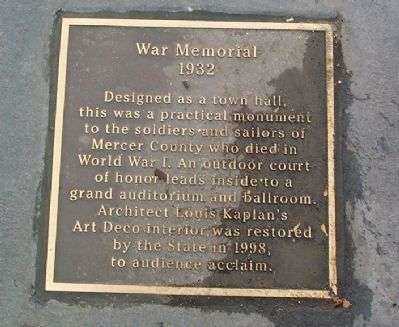 War Memorial
1932
Designed as a town hall,
this was a practical monument
to the soldiers and sailors of
Mercer County who died in
World War I. An outdoor court
of honor leads inside to a
grand auditorium and ballroom.
Architect Louis Kaplan's
Art Deco interior was restored
by the State in 1998,
to audience acclaim.